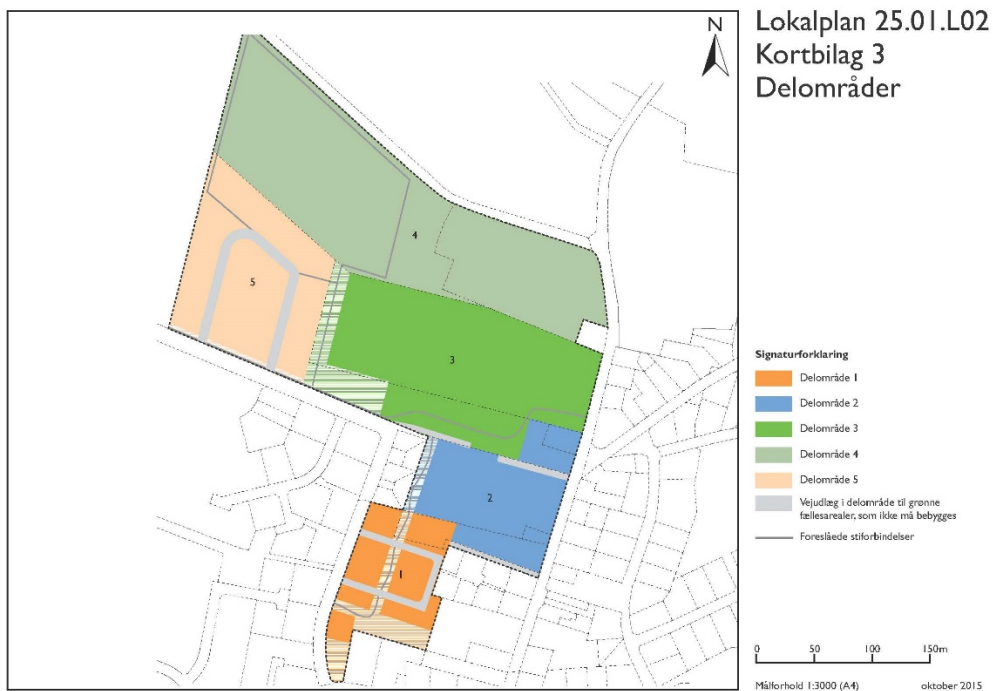 Lokalplan 25.01.L02
Kortbilag 3
Delområder
N
4
5
3
2
1
Signaturforklaring
Delområde 1
Delområde 2
Delområde 3
Delområde 4
Delområde 5
Vejudlæg i delområde til grønne
fællesarealer, som ikke må bebygges
Foreslåede stiforbindelser
0 50 100 150m
Målforhold 1:3000 (A4) oktober 2015